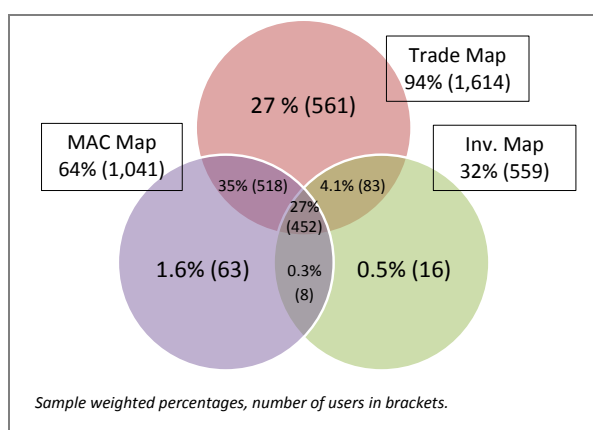 Trade Map
94% (1,614)
27 % (561)
MAC Map
64% (1,041)
Inv. Map
32% (559)
35% (518)
4.1% (83)
27%
(452)
1.6% (63)
0.3%
(8)
0.5% (16)
Sample weighted percentages, number of users in brackets.